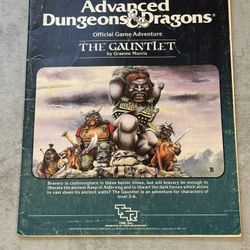 Advanced
Dungeons & Dragons®
Official Game Adventure
THE GAUNTLET
by Graeme Morris
Bravery is commonplace in these heroic times, but will bravery be enough to
liberate the ancient Keep of Adlerweg and to thwart the dark forces which strive
to cast down its ancient walls? The Gauntlet is an adventure for characters of
level 3-6.
TSR, Inc.